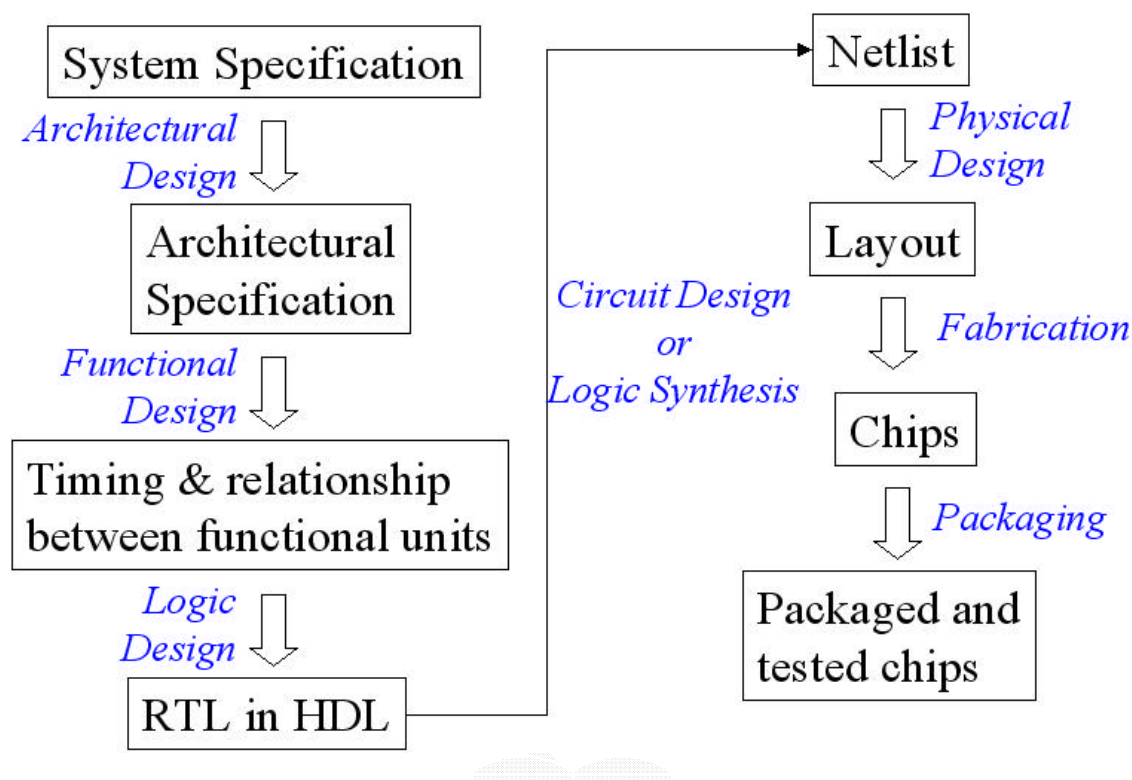 System Specification
Architectural
Design
Architectural
Specification
Functional
Design
Timing & relationship
between functional units
Logic
Design
RTL in HDL
Circuit Design
or
Logic Synthesis
Netlist
Physical
Design
Layout
Fabrication
Chips
Packaging
Packaged and
tested chips